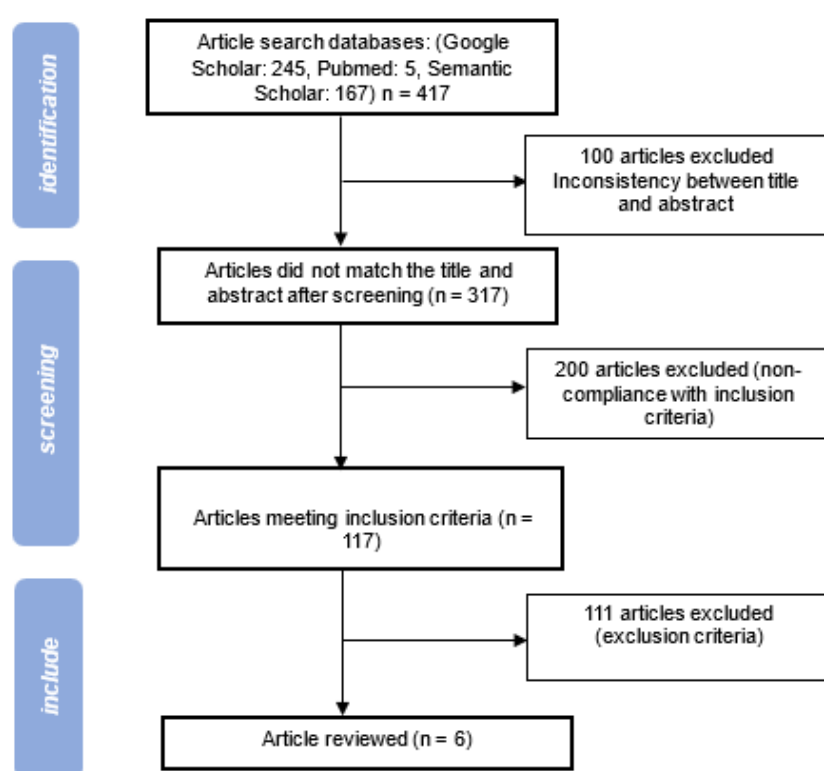 identification
Article search databases: (Google
Scholar: 245, Pubmed: 5, Semantic
Scholar: 167) n = 417
100 articles excluded
Inconsistency between title
and abstract
screening
Articles did not match the title and
abstract after screening (n = 317)
200 articles excluded (non-
compliance with inclusion
criteria)
Articles meeting inclusion criteria (n =
117)
include
111 articles excluded
(exclusion criteria)
Article reviewed (n = 6)